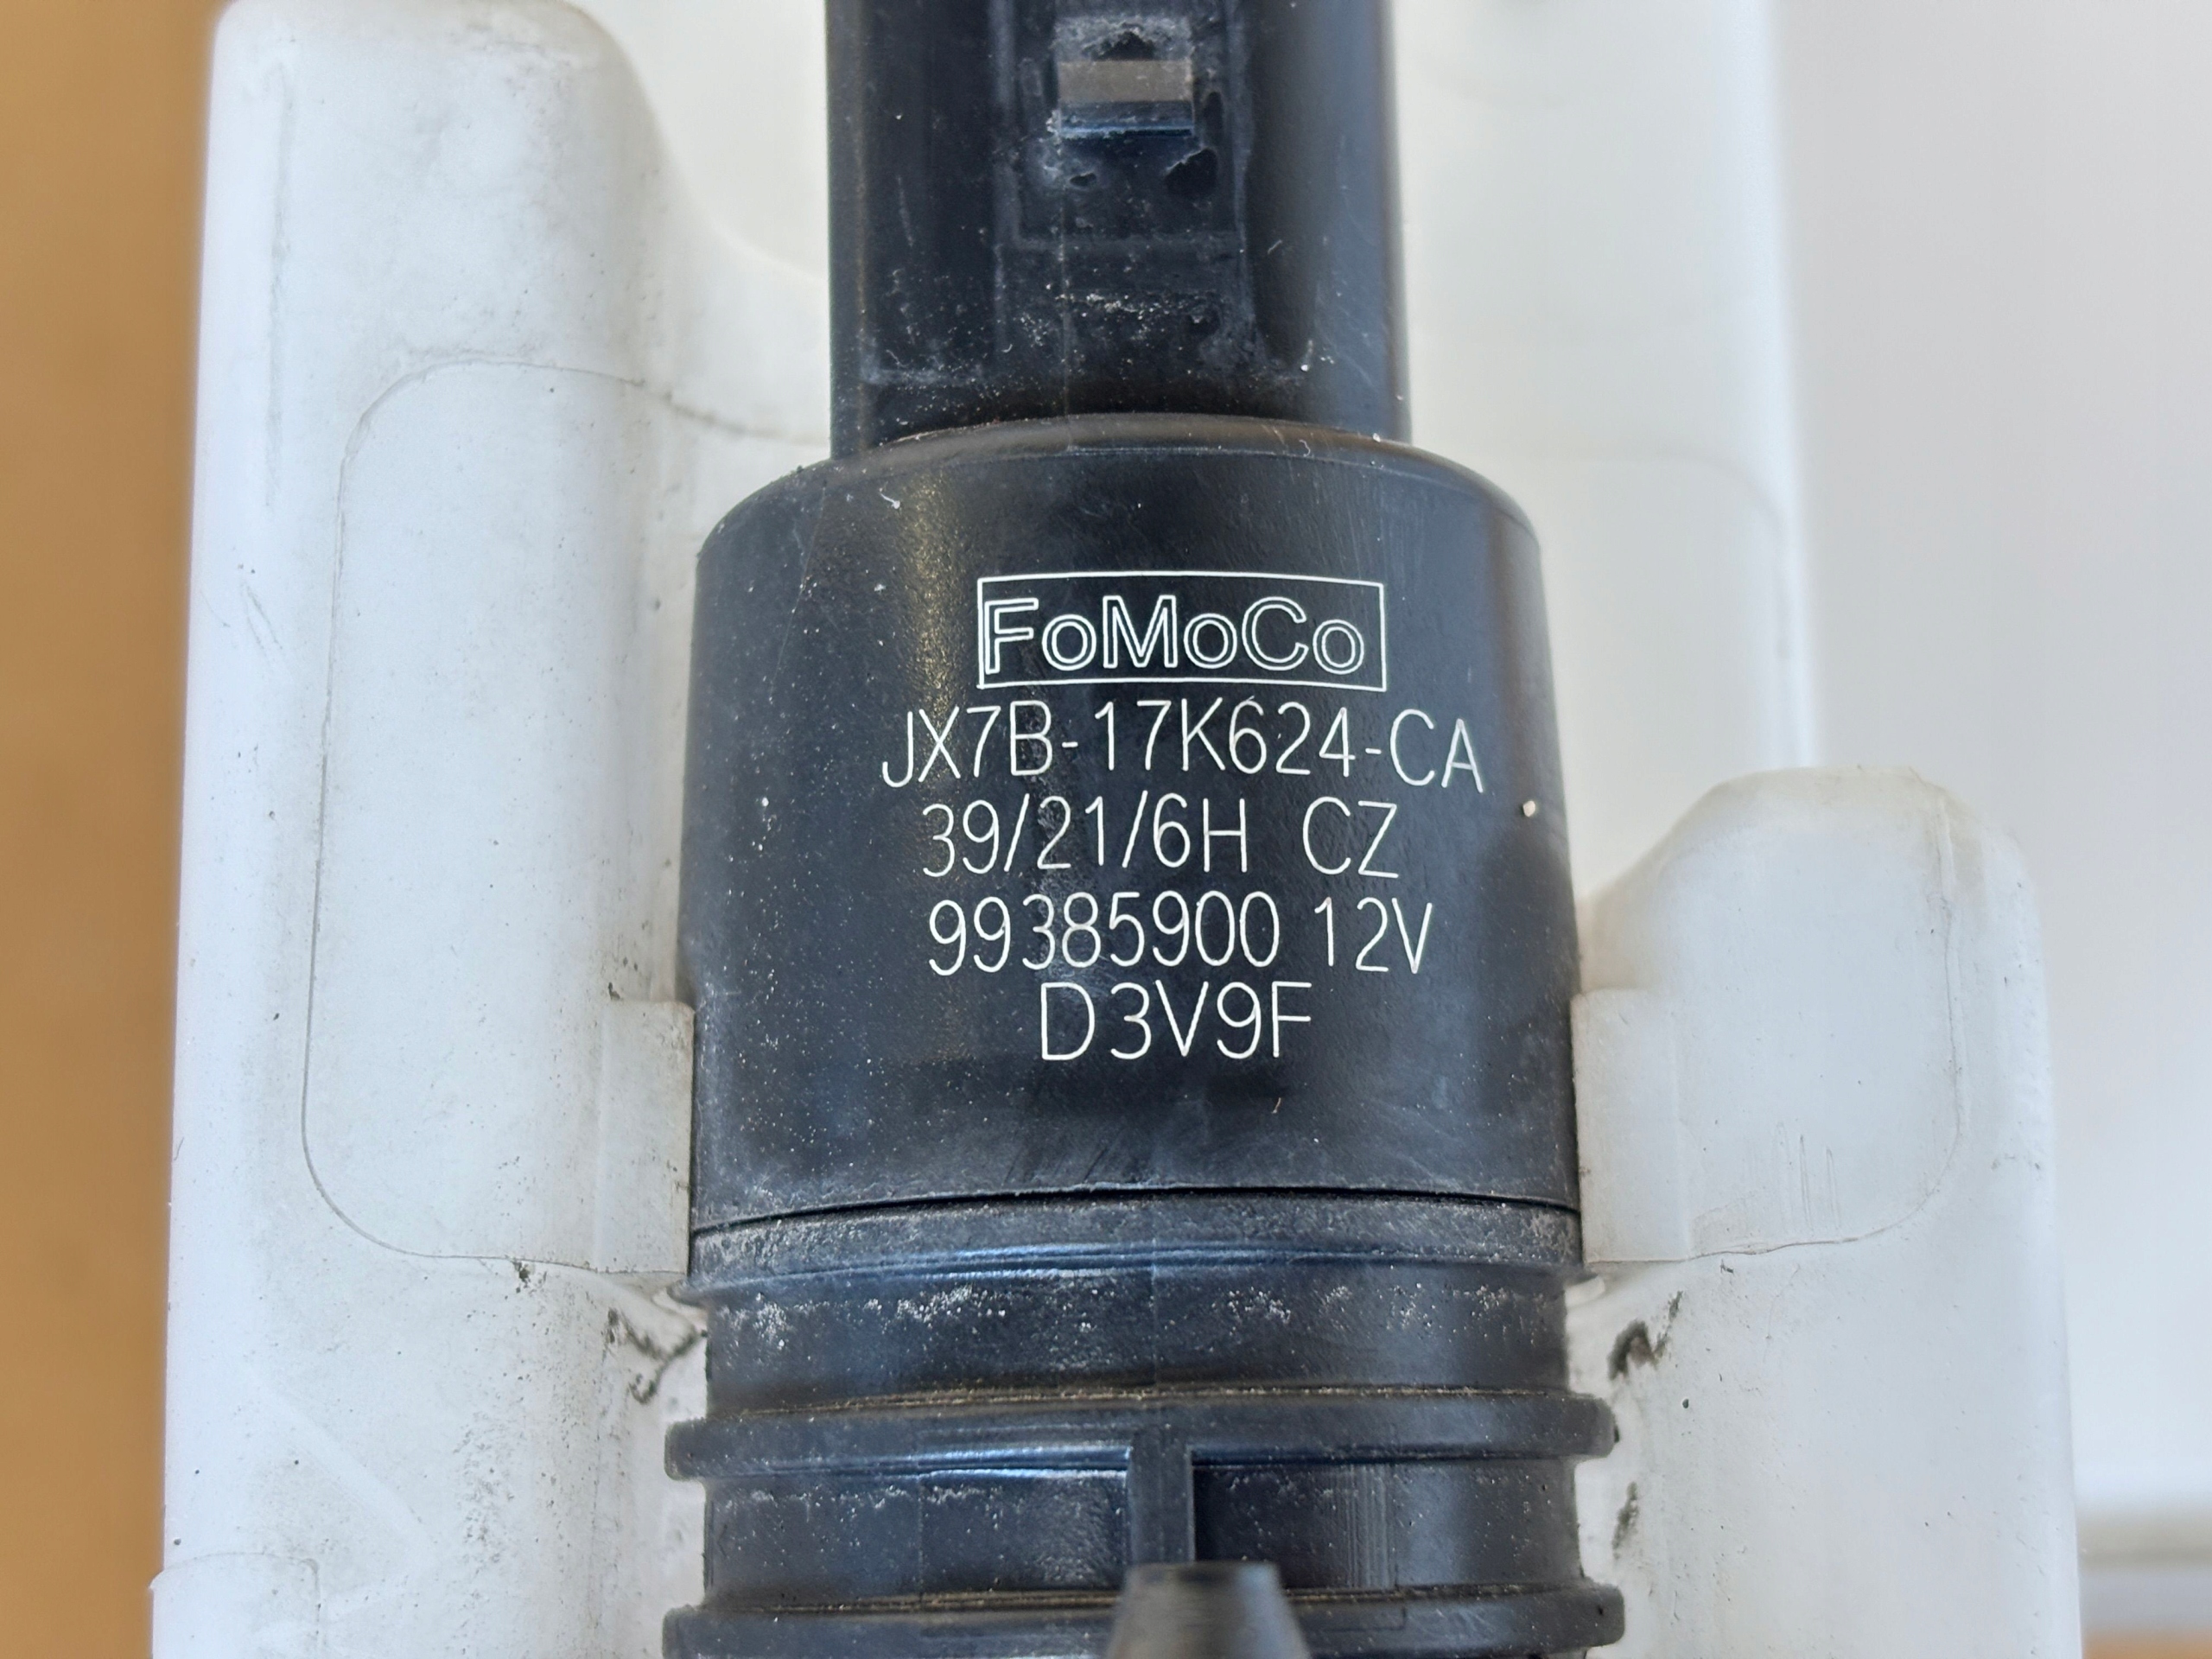 FoMoCo
JX7B-17K624-CA
39/21/6H CZ
99385900 12V
D3V9F